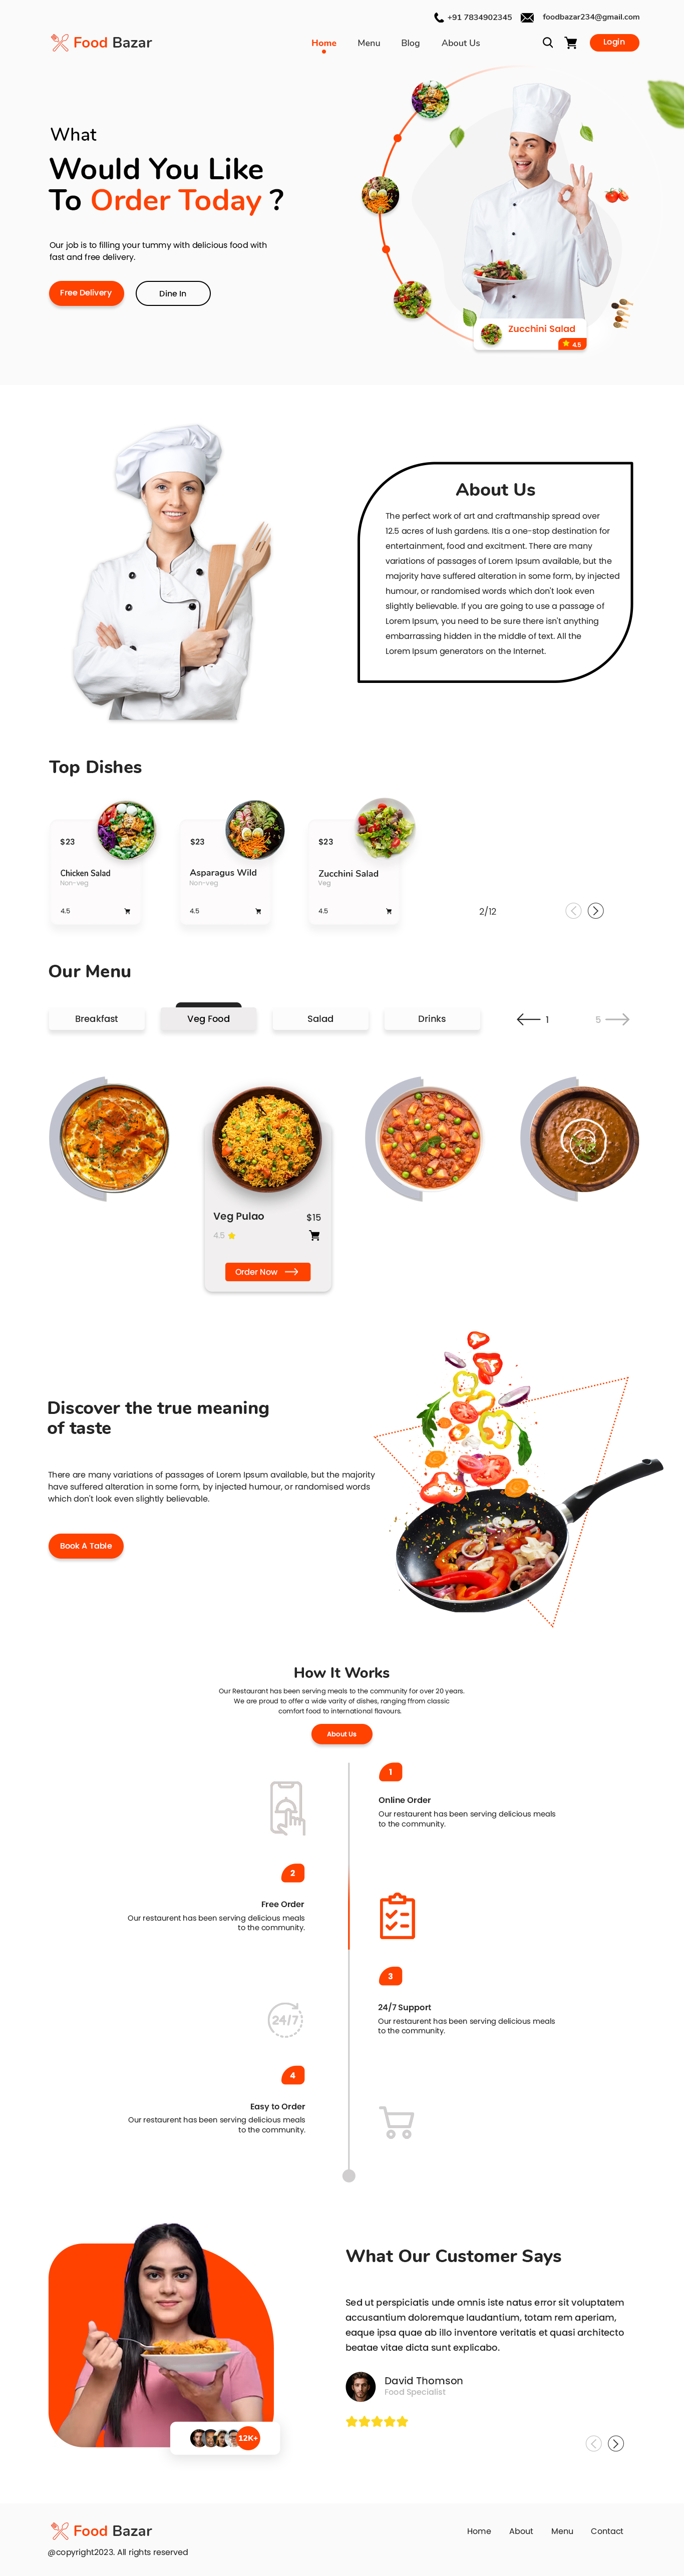 +91 7834902345 foodbazar234@gmail.com
Food Bazar Home Menu Blog About Us Login
What
Would You Like
To Order Today ?
Our job is to filling your tummy with delicious food with
fast and free delivery.
Free Delivery Dine In
Zucchini Salad
4.5
About Us
The perfect work of art and craftmanship spread over
12.5 acres of lush gardens. Itis a one-stop destination for
entertainment, food and excitment. There are many
variations of passages of Lorem Ipsum available, but the
majority have suffered alteration in some form, by injected
humour, or randomised words which don't look even
slightly believable. If you are going to use a passage of
Lorem Ipsum, you need to be sure there isn't anything
embarrassing hidden in the middle of text. All the
Lorem Ipsum generators on the Internet.
Top Dishes
$23 $23 $23
Chicken Salad Asparagus Wild Zucchini Salad
Non-veg Non-veg Veg
4.5 4.5 4.5 2/12
Our Menu
Breakfast Veg Food Salad Drinks 1 5
Veg Pulao $15
4.5
Order Now
Discover the true meaning
of taste
There are many variations of passages of Lorem Ipsum available, but the majority
have suffered alteration in some form, by injected humour, or randomised words
which don't look even slightly believable.
Book A Table
How It Works
Our Restaurant has been serving meals to the community for over 20 years.
We are proud to offer a wide varity of dishes, ranging ffrom classic
comfort food to international flavours.
About Us
1
Online Order
Our restaurent has been serving delicious meals
to the community.
2
Free Order
Our restaurent has been serving delicious meals
to the community.
3
24/7 Support
24/7
Our restaurent has been serving delicious meals
to the community.
4
Easy to Order
Our restaurent has been serving delicious meals
to the community.
What Our Customer Says
Sed ut perspiciatis unde omnis iste natus error sit voluptatem
accusantium doloremque laudantium, totam rem aperiam,
eaque ipsa quae ab illo inventore veritatis et quasi architecto
beatae vitae dicta sunt explicabo.
David Thomson
Food Specialist
12K+
Food Bazar Home About Menu Contact
@copyright2023. All rights reserved